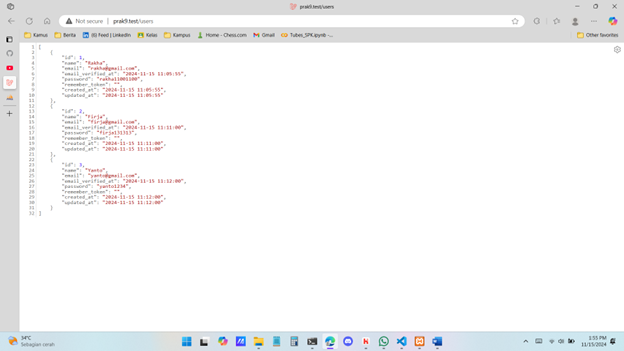 prak9.test/users
Not secure
prak9.test/users
Kamus
Berita
(6) Feed | LinkedIn
Kelas
Kampus
Home - Chess.com
Gmail
Tubes_SPK.ipynb -...
Other favorites
1 [
2 {
3 "id": 1,
4 "name": "Rakha",
5 "email": "rakha@gmail.com",
6 "email_verified_at": "2024-11-15 11:05:55",
7 "password": "rakha11001100",
8 "remember_token": "",
9 "created_at": "2024-11-15 11:05:55",
10 "updated_at": "2024-11-15 11:05:55"
11 },
12 {
13 "id": 2,
14 "name": "Firja",
15 "email": "firja@gmail.com",
16 "email_verified_at": "2024-11-15 11:11:00",
17 "password": "firja131313",
18 "remember_token": "",
19 "created_at": "2024-11-15 11:11:00",
20 "updated_at": "2024-11-15 11:11:00"
21 },
22 {
23 "id": 3,
24 "name": "Yanto",
25 "email": "yanto@gmail.com",
26 "email_verified_at": "2024-11-15 11:12:00",
27 "password": "yanto1234",
28 "remember_token": "",
29 "created_at": "2024-11-15 11:12:00",
30 "updated_at": "2024-11-15 11:12:00"
31 }
32 ]
34°C
Sebagian cerah
1:55 PM
11/15/2024